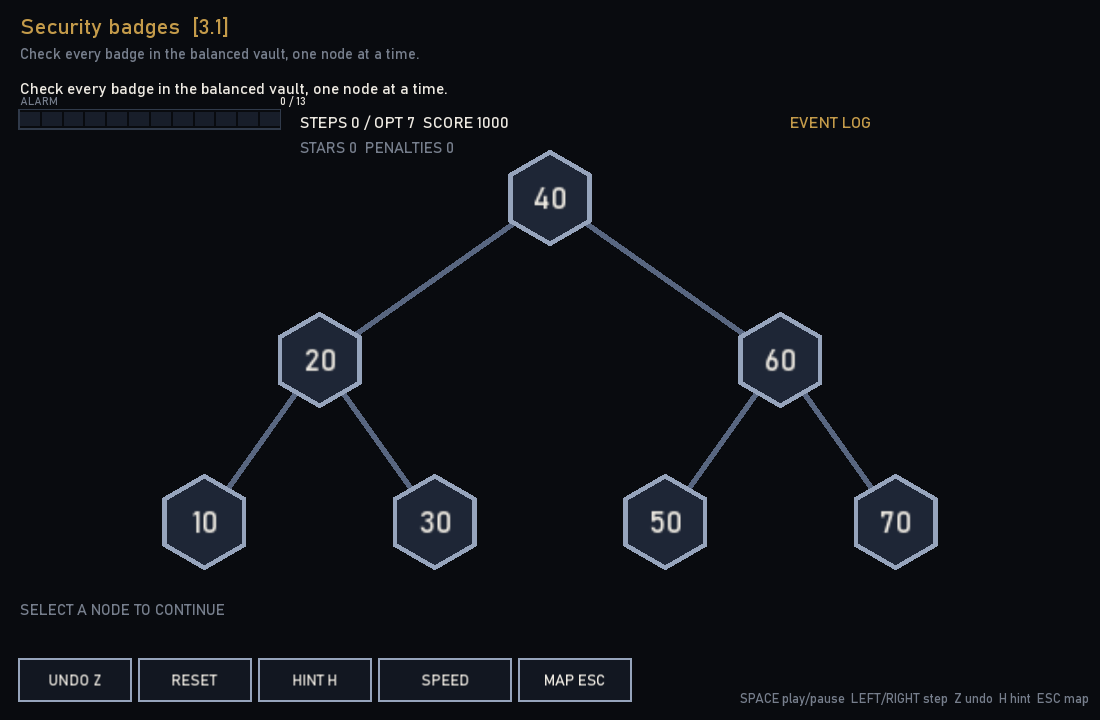 Security badges [3.1]
Check every badge in the balanced vault, one node at a time.
Check every badge in the balanced vault, one node at a time.
ALARM 0 / 13
STEPS 0 / OPT 7 SCORE 1000
EVENT LOG
STARS 0 PENALTIES 0
40
20
60
10
30
50
70
SELECT A NODE TO CONTINUE
UNDO Z
RESET
HINT H
SPEED
MAP ESC
SPACE play/pause LEFT/RIGHT step Z undo H hint ESC map